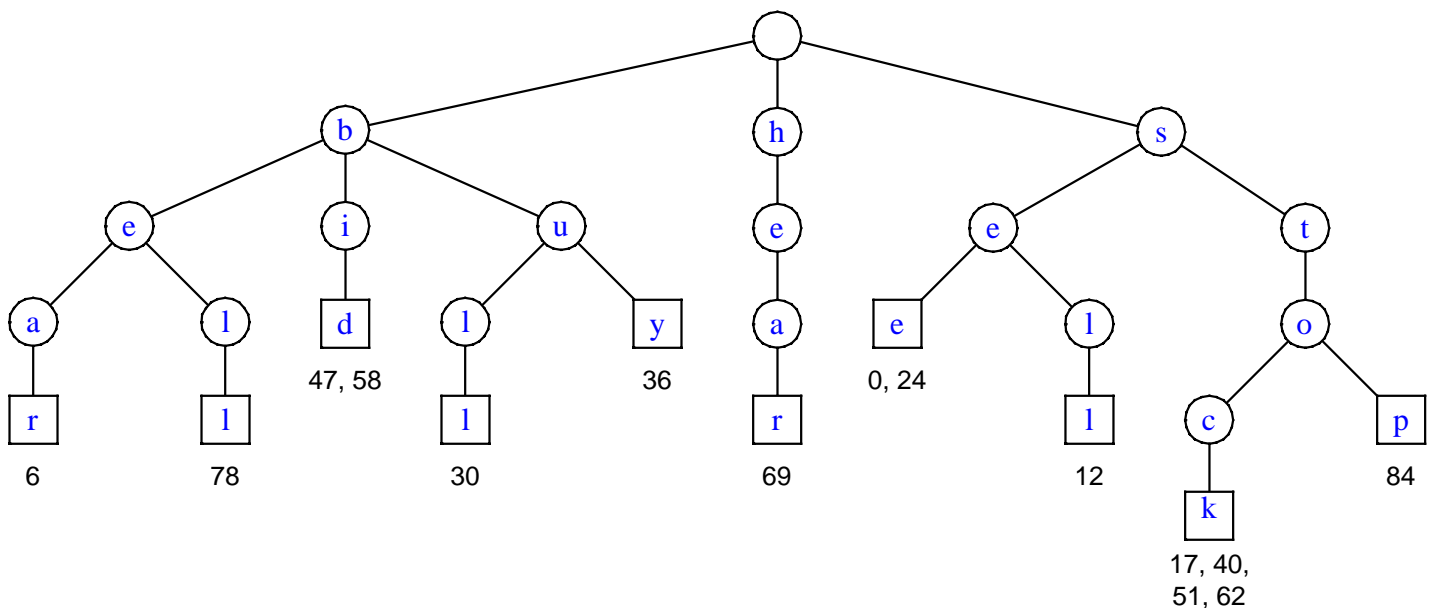 b h s
e i u e e t
a l d l y a e l o
47, 58 36 0, 24
r l l r l c p
6 78 30 69 12 84
k
17, 40,
51, 62